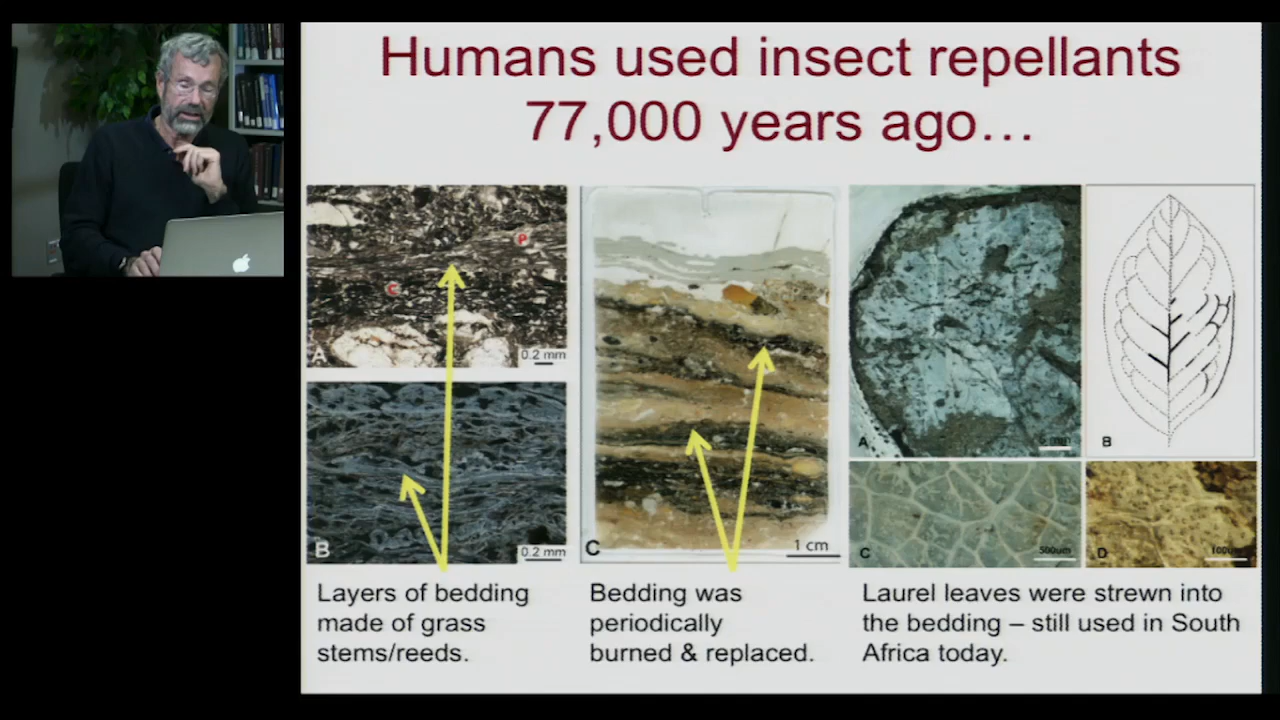 Humans used insect repellants
77,000 years ago…
P
C
A
0.2 mm
B
0.2 mm
C
1 cm
A
B
C
500um
D
100um
Layers of bedding
made of grass
stems/reeds.
Bedding was
periodically
burned & replaced.
Laurel leaves were strewn into
the bedding – still used in South
Africa today.